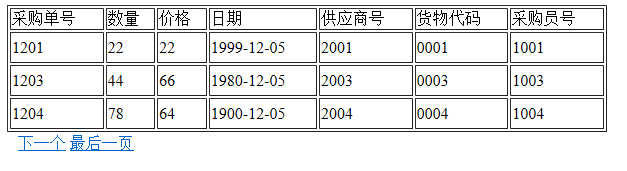 采购单号 数量 价格 日期 供应商号 货物代码 采购员号
1201 22 22 1999-12-05 2001 0001 1001
1203 44 66 1980-12-05 2003 0003 1003
1204 78 64 1900-12-05 2004 0004 1004
下一个 最后一页